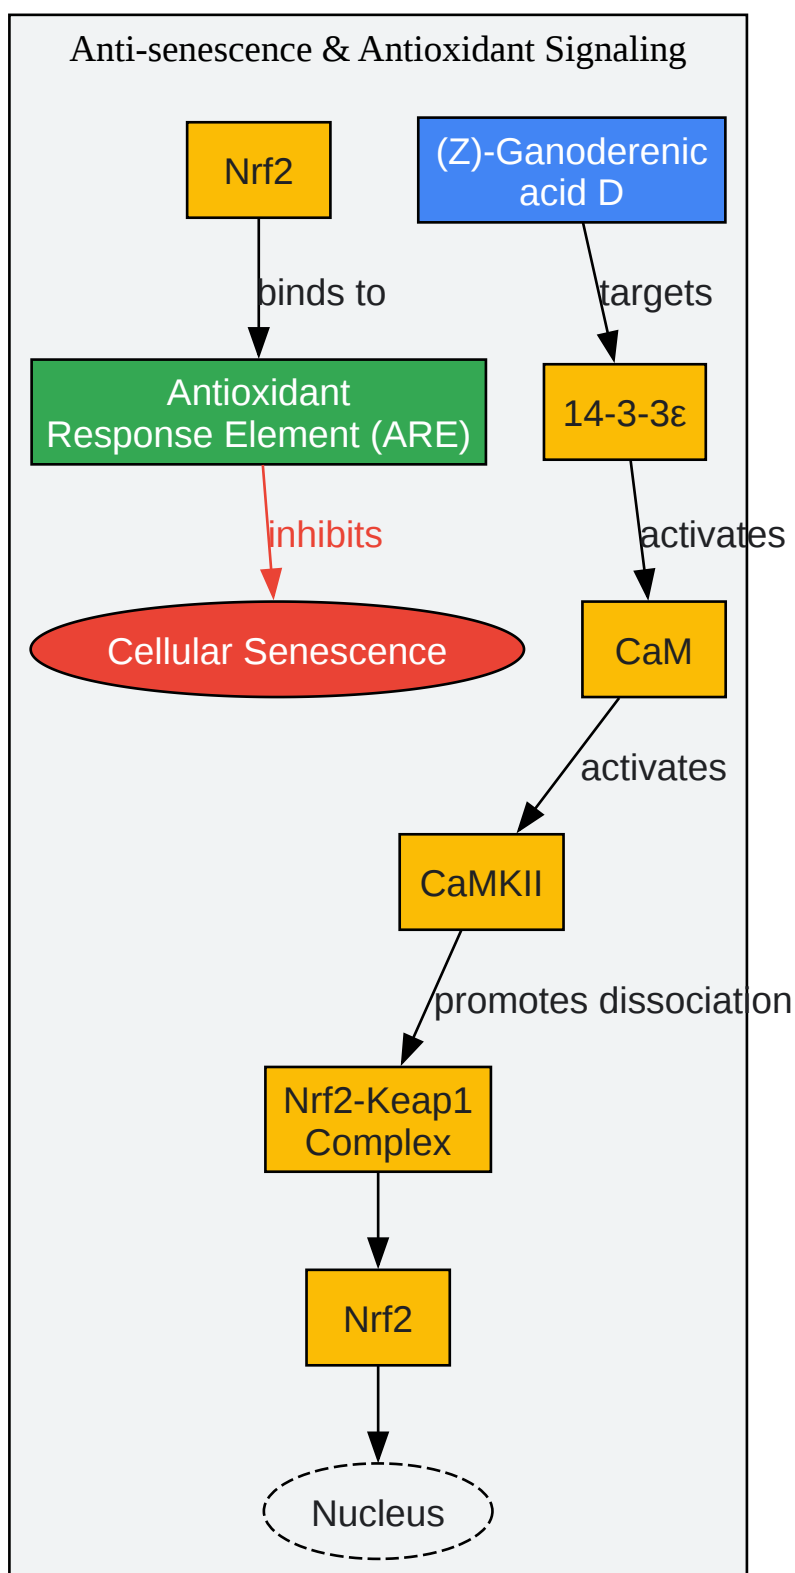 Anti-senescence & Antioxidant Signaling
Nrf2
(Z)-Ganoderenic
acid D
binds to
targets
Antioxidant
Response Element (ARE)
14-3-3ε
inhibits
activates
Cellular Senescence
CaM
activates
CaMKII
promotes dissociation
Nrf2-Keap1
Complex
Nrf2
Nucleus